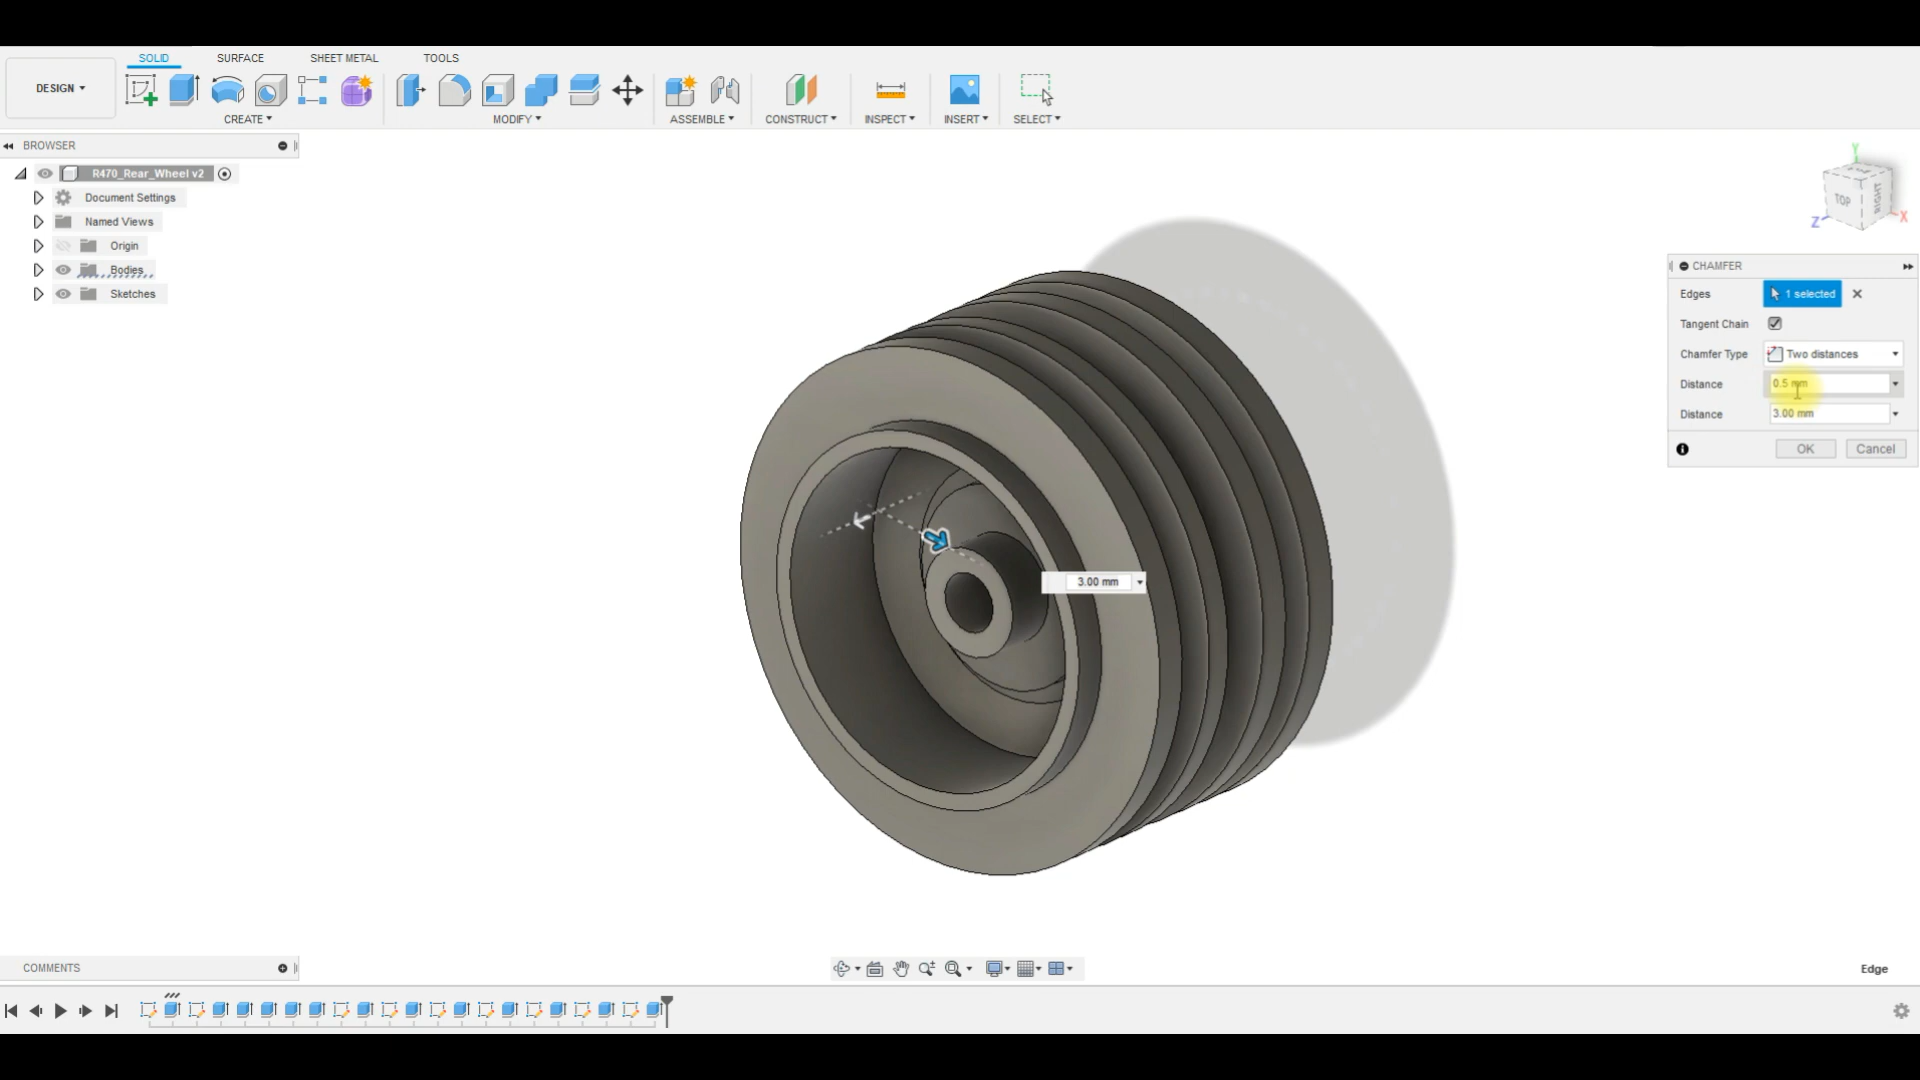 SOLID SURFACE SHEET METAL TOOLS
DESIGN
CREATE MODIFY ASSEMBLE CONSTRUCT INSPECT INSERT SELECT
BROWSER
R470_Rear_Wheel v2
Document Settings
Named Views
Origin
Bodies
Sketches
Y
TOP RIGHT
Z X
CHAMFER
Edges 1 selected
Tangent Chain
Chamfer Type Two distances
Distance 0.5 mm
Distance 3.00 mm
OK Cancel
3.00 mm
COMMENTS
Edge